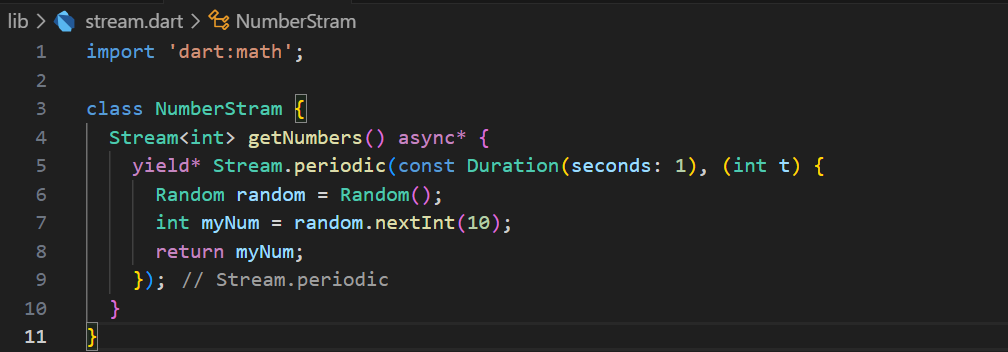 lib > stream.dart > NumberStram
1 import 'dart:math';
2
3 class NumberStram {
4   Stream<int> getNumbers() async* {
5     yield* Stream.periodic(const Duration(seconds: 1), (int t) {
6       Random random = Random();
7       int myNum = random.nextInt(10);
8       return myNum;
9     }); // Stream.periodic
10   }
11 }